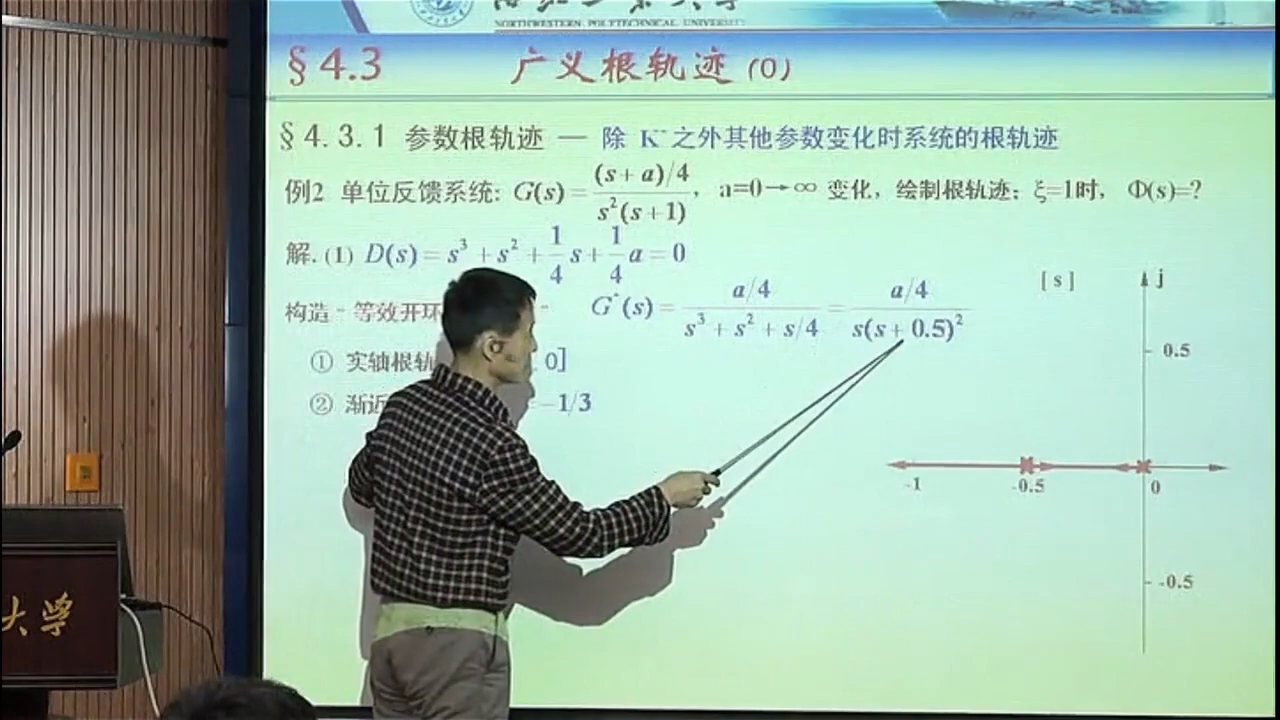 NORTHWESTERN POLYTECHNICAL UNIVERSITY
§4.3 广义根轨迹(0)
§4.3.1 参数根轨迹 — 除 K* 之外其他参数变化时系统的根轨迹
例2 单位反馈系统: G(s)=(s+a)/4 / s²(s+1), a=0→∞ 变化, 绘制根轨迹; ξ=1时, Φ(s)=?
解. (1) D(s)=s³+s²+1/4 s+1/4 a=0
构造“等效开环 ” G*(s)= a/4 / s³+s²+s/4 = a/4 / s(s+0.5)²
① 实轴根轨 0]
② 渐近 -1/3
[s] j
0.5
-1 -0.5 0
-0.5
大学